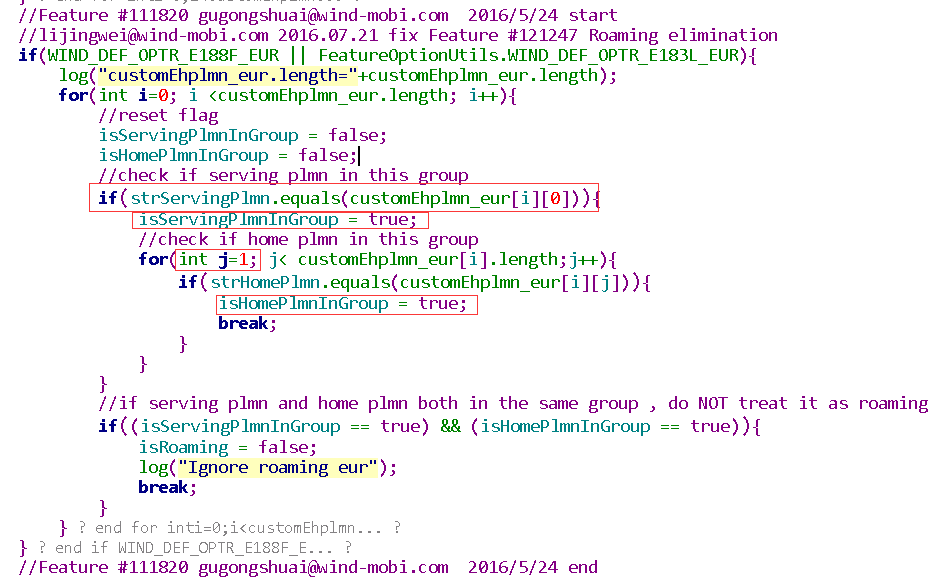 } ? end for inti=0;i<customEhplmn... ?
//Feature #111820 gugongshuai@wind-mobi.com  2016/5/24 start
//lijingwei@wind-mobi.com 2016.07.21 fix Feature #121247 Roaming elimination
if(WIND_DEF_OPTR_E188F_EUR || FeatureOptionUtils.WIND_DEF_OPTR_E183L_EUR){
log("customEhplmn_eur.length="+customEhplmn_eur.length);
for(int i=0; i <customEhplmn_eur.length; i++){
//reset flag
isServingPlmnInGroup = false;
isHomePlmnInGroup = false;
//check if serving plmn in this group
if(strServingPlmn.equals(customEhplmn_eur[i][0])){
isServingPlmnInGroup = true;
//check if home plmn in this group
for(int j=1; j< customEhplmn_eur[i].length;j++){
if(strHomePlmn.equals(customEhplmn_eur[i][j])){
isHomePlmnInGroup = true;
break;
}
}
}
//if serving plmn and home plmn both in the same group , do NOT treat it as roaming
if((isServingPlmnInGroup == true) && (isHomePlmnInGroup == true)){
isRoaming = false;
log("Ignore roaming eur");
break;
}
} ? end for inti=0;i<customEhplmn... ?
} ? end if WIND_DEF_OPTR_E188F_E... ?
//Feature #111820 gugongshuai@wind-mobi.com  2016/5/24 end